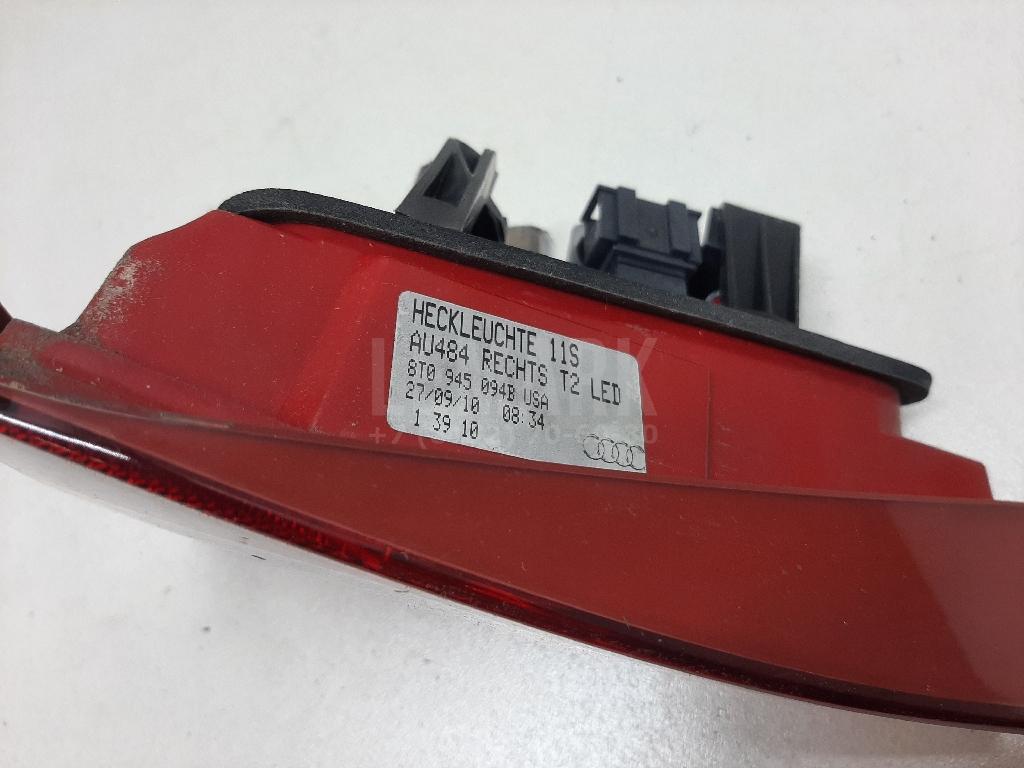 HECKLEUCHTE 11S
AU484 RECHTS T2 LED
8T0 945 094B USA
27/09/10 08:34
1 39 10